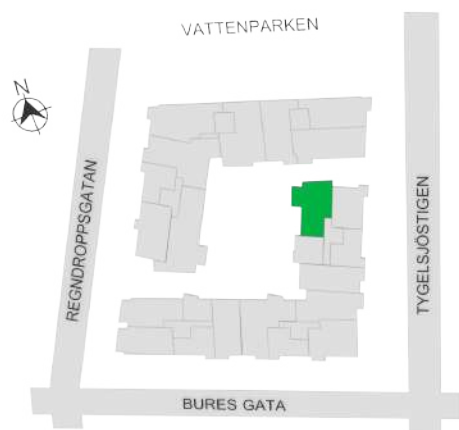 VATTENPARKEN
N
REGNDROPPSGATAN
TYGELSJÖSTIGEN
BURES GATA